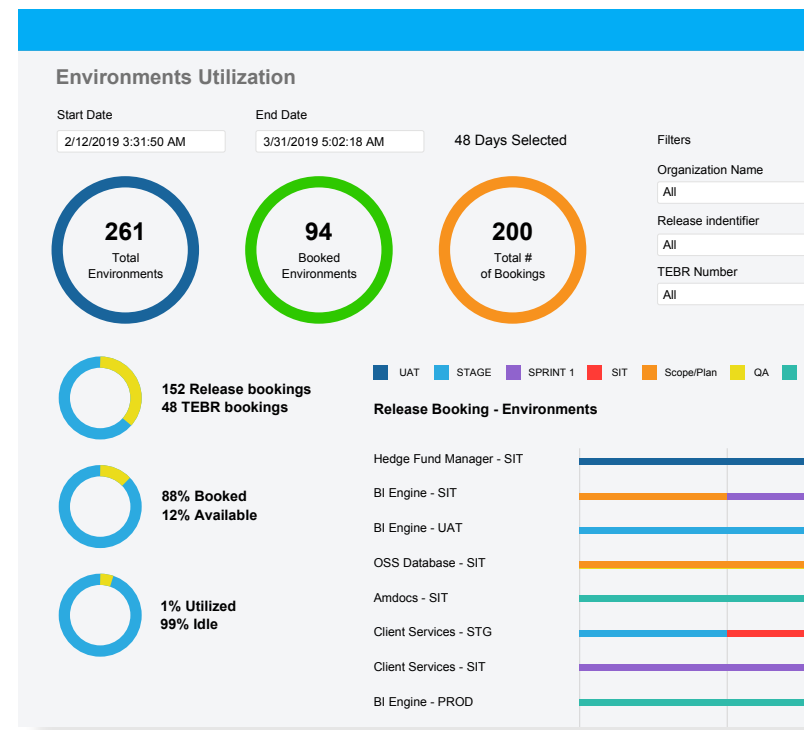 Environments Utilization
Start Date
End Date
2/12/2019 3:31:50 AM
3/31/2019 5:02:18 AM
48 Days Selected
Filters
Organization Name
All
Release indentifier
All
TEBR Number
All
261
Total
Environments
94
Booked
Environments
200
Total #
of Bookings
152 Release bookings
48 TEBR bookings
88% Booked
12% Available
1% Utilized
99% Idle
UAT
STAGE
SPRINT 1
SIT
Scope/Plan
QA
Release Booking - Environments
Hedge Fund Manager - SIT
BI Engine - SIT
BI Engine - UAT
OSS Database - SIT
Amdocs - SIT
Client Services - STG
Client Services - SIT
BI Engine - PROD